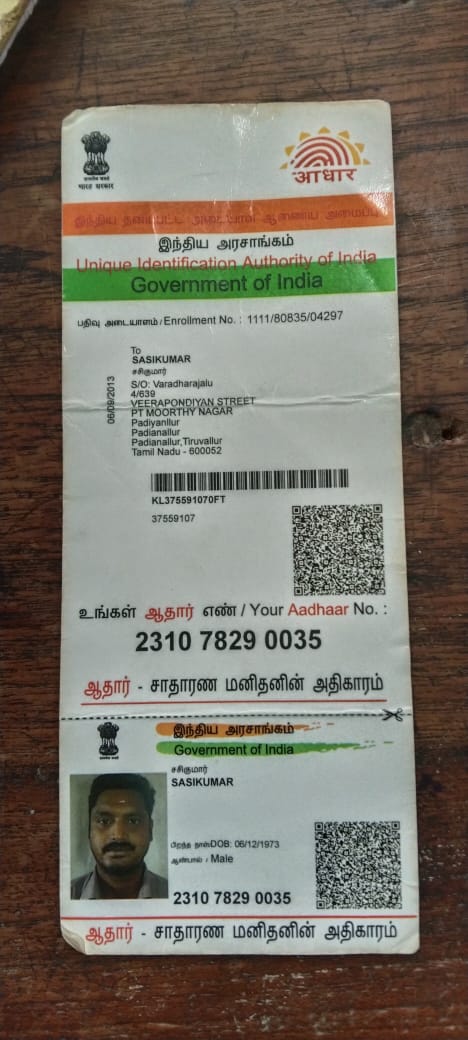 भारत सरकार
आधार
இந்திய அரசாங்கம்
Unique Identification Authority of India
Government of India
பதிவு அடையாளம் / Enrollment No. : 1111/80835/04297
To
SASIKUMAR
சசிகுமார்
S/O: Varadharajalu
4/639
VEERAPONDIYAN STREET
PT MOORTHY NAGAR
Padiyanllur
Padianallur
Padianallur,Tiruvallur
Tamil Nadu - 600052
06/09/2013
KL375591070FT
37559107
உங்கள் ஆதார் எண் / Your Aadhaar No. :
2310 7829 0035
ஆதார் - சாதாரண மனிதனின் அதிகாரம்
இந்திய அரசாங்கம்
Government of India
சசிகுமார்
SASIKUMAR
பிறந்த நாள்DOB: 06/12/1973
ஆண்பால் / Male
2310 7829 0035
ஆதார் - சாதாரண மனிதனின் அதிகாரம்